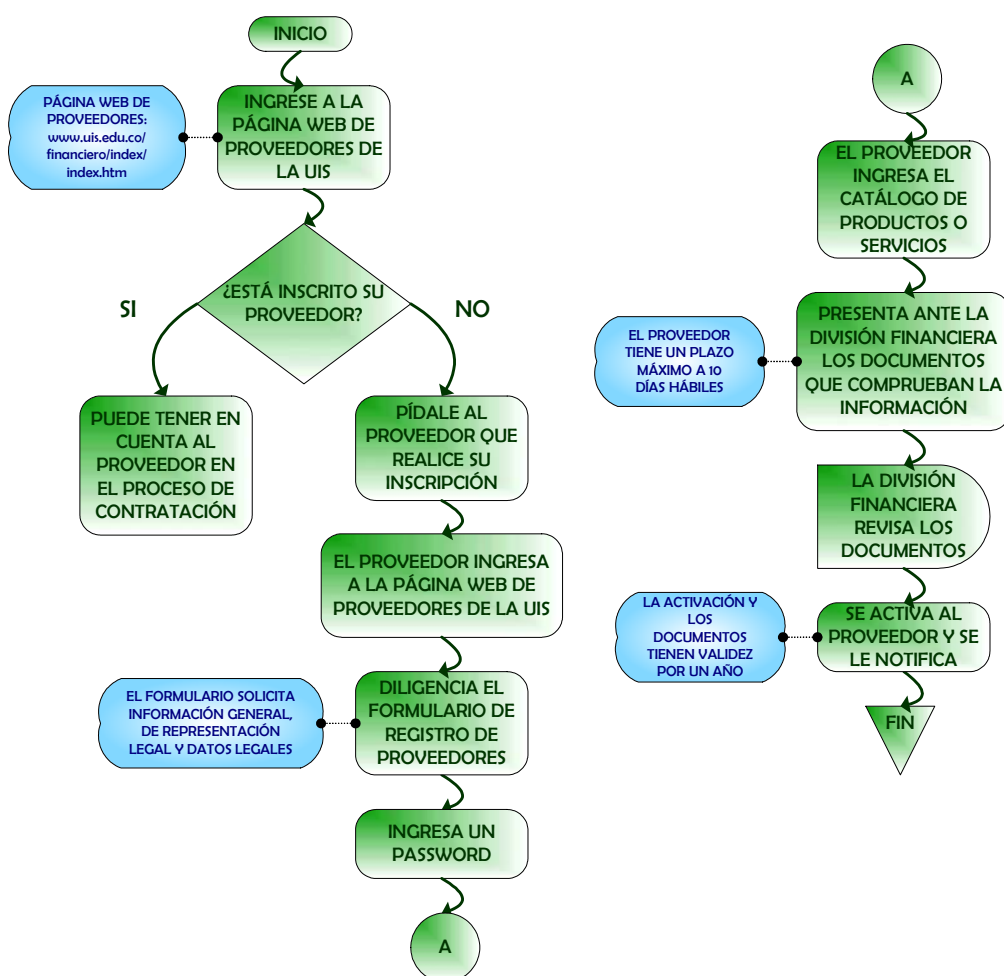 INICIO
PÁGINA WEB DE
PROVEEDORES:
www.uis.edu.co/
financiero/index/
index.htm
INGRESE A LA
PÁGINA WEB DE
PROVEEDORES DE
LA UIS
¿ESTÁ INSCRITO SU
PROVEEDOR?
SI
NO
PUEDE TENER EN
CUENTA AL
PROVEEDOR EN
EL PROCESO DE
CONTRATACIÓN
PÍDALE AL
PROVEEDOR QUE
REALICE SU
INSCRIPCIÓN
EL PROVEEDOR INGRESA
A LA PÁGINA WEB DE
PROVEEDORES DE LA UIS
EL FORMULARIO SOLICITA
INFORMACIÓN GENERAL,
DE REPRESENTACIÓN
LEGAL Y DATOS LEGALES
DILIGENCIA EL
FORMULARIO DE
REGISTRO DE
PROVEEDORES
INGRESA UN
PASSWORD
A
A
EL PROVEEDOR
INGRESA EL
CATÁLOGO DE
PRODUCTOS O
SERVICIOS
EL PROVEEDOR
TIENE UN PLAZO
MÁXIMO A 10
DÍAS HÁBILES
PRESENTA ANTE LA
DIVISIÓN FINANCIERA
LOS DOCUMENTOS
QUE COMPRUEBAN LA
INFORMACIÓN
LA DIVISIÓN
FINANCIERA
REVISA LOS
DOCUMENTOS
LA ACTIVACIÓN Y
LOS
DOCUMENTOS
TIENEN VALIDEZ
POR UN AÑO
SE ACTIVA AL
PROVEEDOR Y SE
LE NOTIFICA
FIN